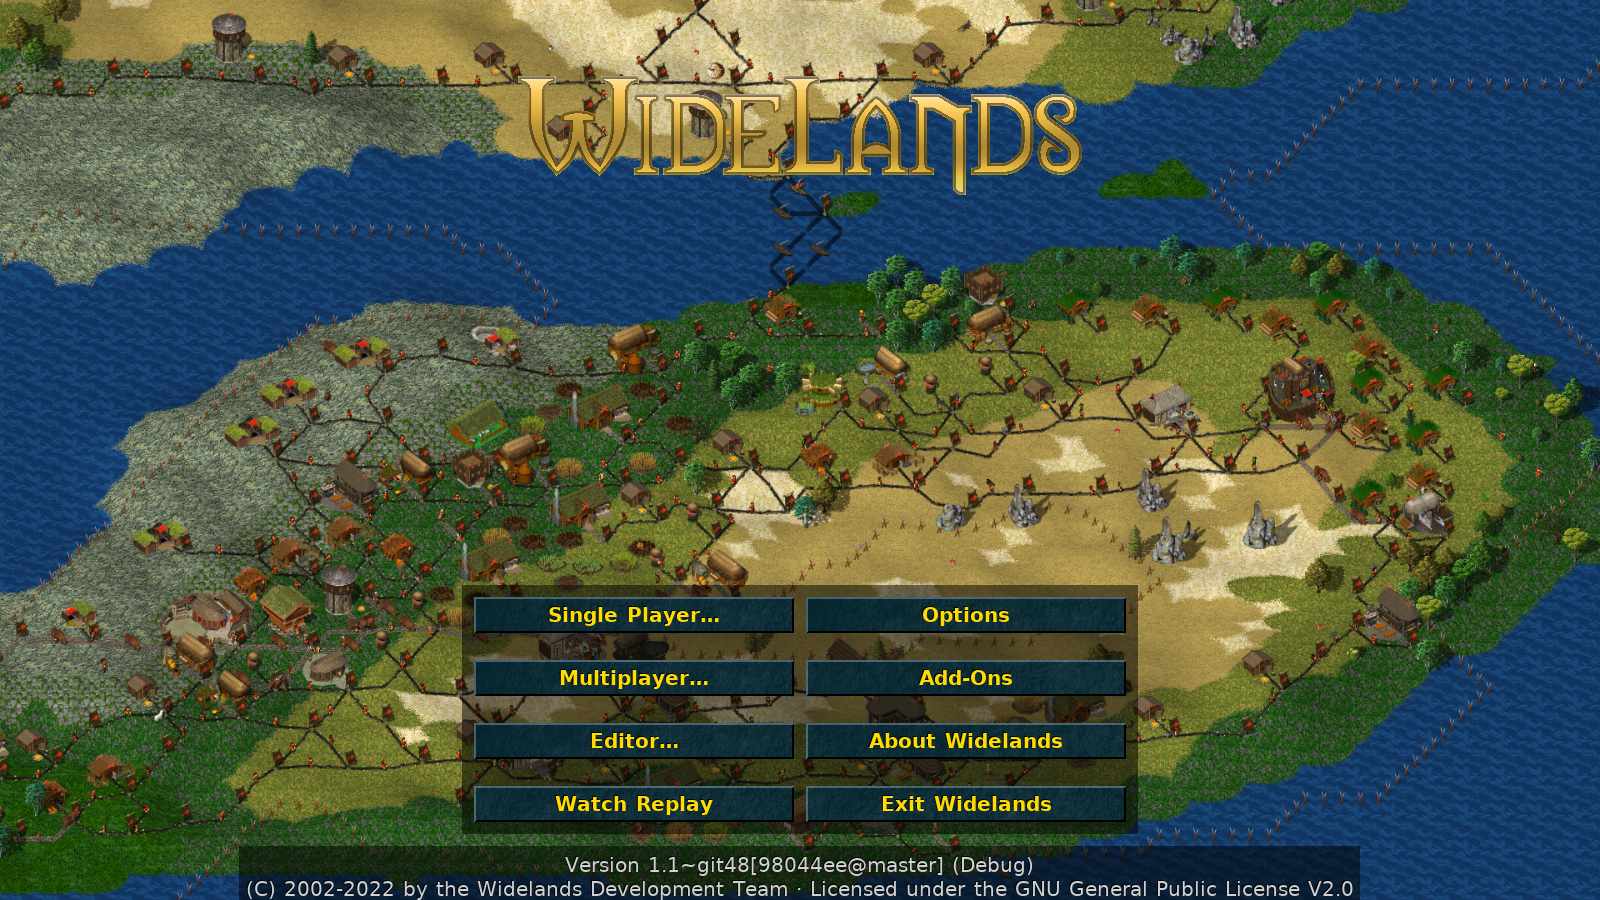 WIDELANDS
Single Player…
Options
Multiplayer…
Add-Ons
Editor…
About Widelands
Watch Replay
Exit Widelands
Version 1.1~git48[98044ee@master] (Debug)
(C) 2002-2022 by the Widelands Development Team · Licensed under the GNU General Public License V2.0